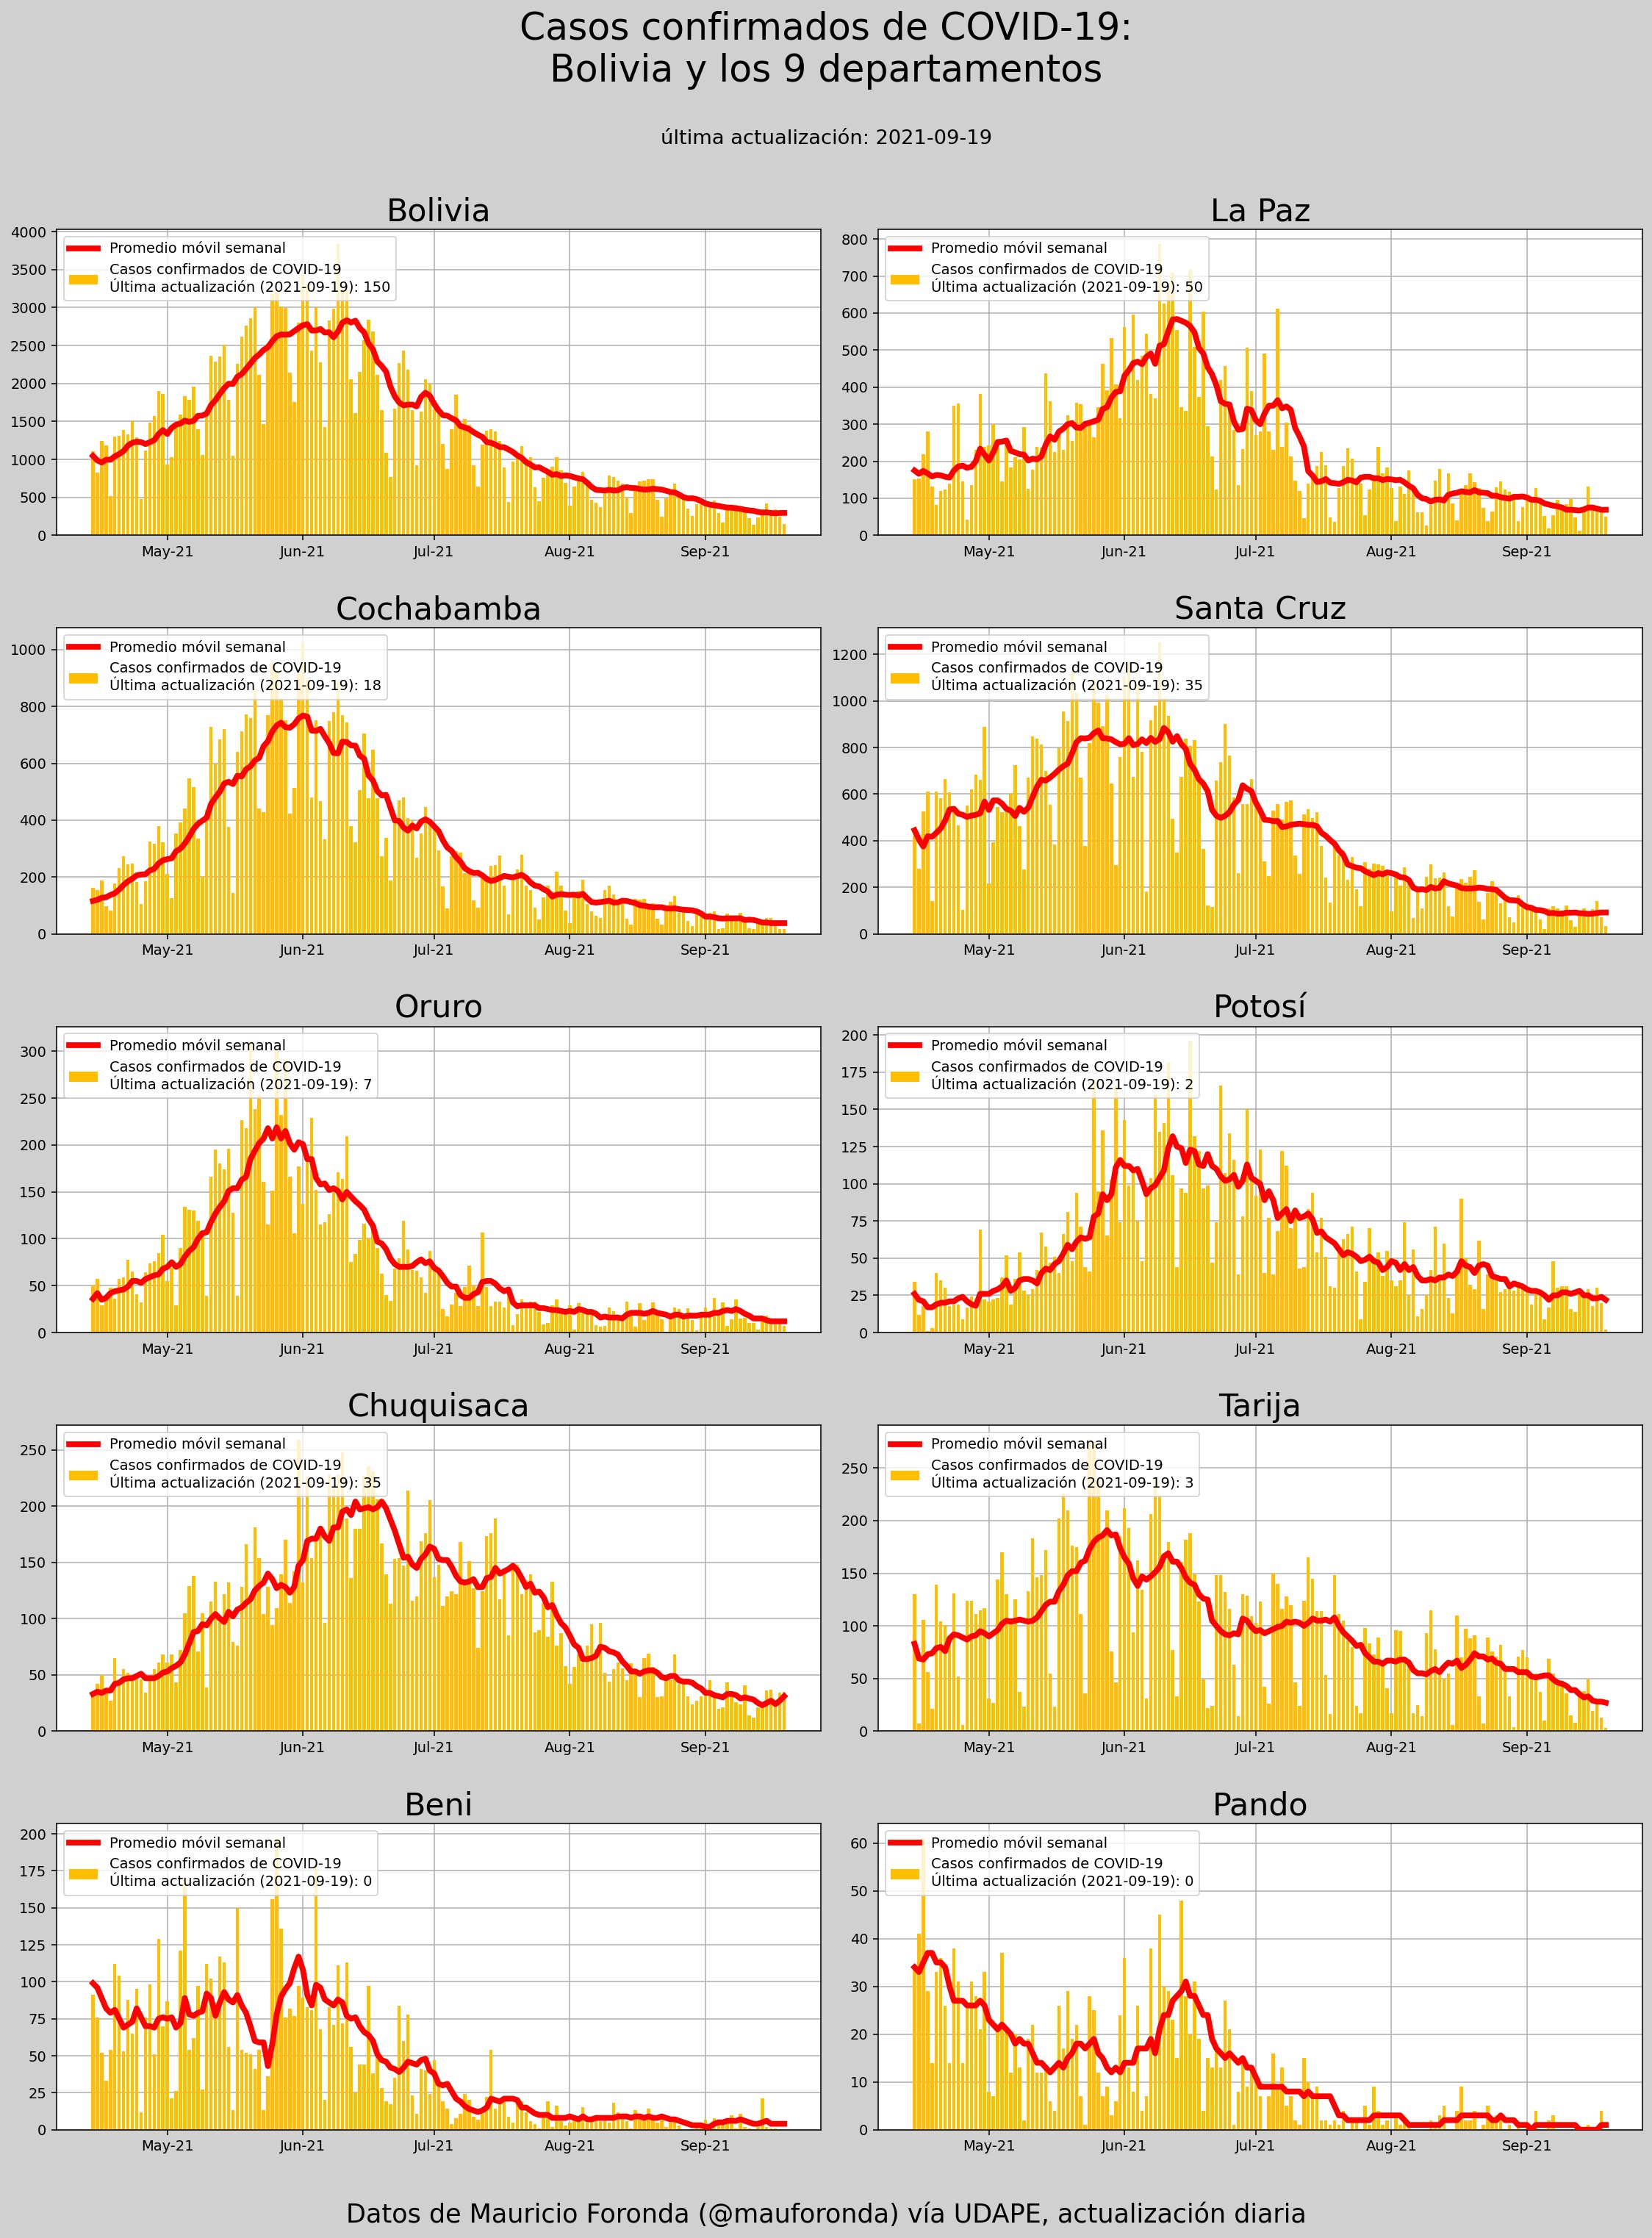 Casos confirmados de COVID-19:
Bolivia y los 9 departamentos
última actualización: 2021-09-19
Bolivia
Promedio móvil semanal
Casos confirmados de COVID-19
Última actualización (2021-09-19): 150
4000
3500
3000
2500
2000
1500
1000
500
0
May-21 Jun-21 Jul-21 Aug-21 Sep-21
La Paz
Promedio móvil semanal
Casos confirmados de COVID-19
Última actualización (2021-09-19): 50
800
700
600
500
400
300
200
100
0
May-21 Jun-21 Jul-21 Aug-21 Sep-21
Cochabamba
Promedio móvil semanal
Casos confirmados de COVID-19
Última actualización (2021-09-19): 18
1000
800
600
400
200
0
May-21 Jun-21 Jul-21 Aug-21 Sep-21
Santa Cruz
Promedio móvil semanal
Casos confirmados de COVID-19
Última actualización (2021-09-19): 35
1200
1000
800
600
400
200
0
May-21 Jun-21 Jul-21 Aug-21 Sep-21
Oruro
Promedio móvil semanal
Casos confirmados de COVID-19
Última actualización (2021-09-19): 7
300
250
200
150
100
50
0
May-21 Jun-21 Jul-21 Aug-21 Sep-21
Potosí
Promedio móvil semanal
Casos confirmados de COVID-19
Última actualización (2021-09-19): 2
200
175
150
125
100
75
50
25
0
May-21 Jun-21 Jul-21 Aug-21 Sep-21
Chuquisaca
Promedio móvil semanal
Casos confirmados de COVID-19
Última actualización (2021-09-19): 35
250
200
150
100
50
0
May-21 Jun-21 Jul-21 Aug-21 Sep-21
Tarija
Promedio móvil semanal
Casos confirmados de COVID-19
Última actualización (2021-09-19): 3
250
200
150
100
50
0
May-21 Jun-21 Jul-21 Aug-21 Sep-21
Beni
Promedio móvil semanal
Casos confirmados de COVID-19
Última actualización (2021-09-19): 0
200
175
150
125
100
75
50
25
0
May-21 Jun-21 Jul-21 Aug-21 Sep-21
Pando
Promedio móvil semanal
Casos confirmados de COVID-19
Última actualización (2021-09-19): 0
60
50
40
30
20
10
0
May-21 Jun-21 Jul-21 Aug-21 Sep-21
Datos de Mauricio Foronda (@mauforonda) vía UDAPE, actualización diaria